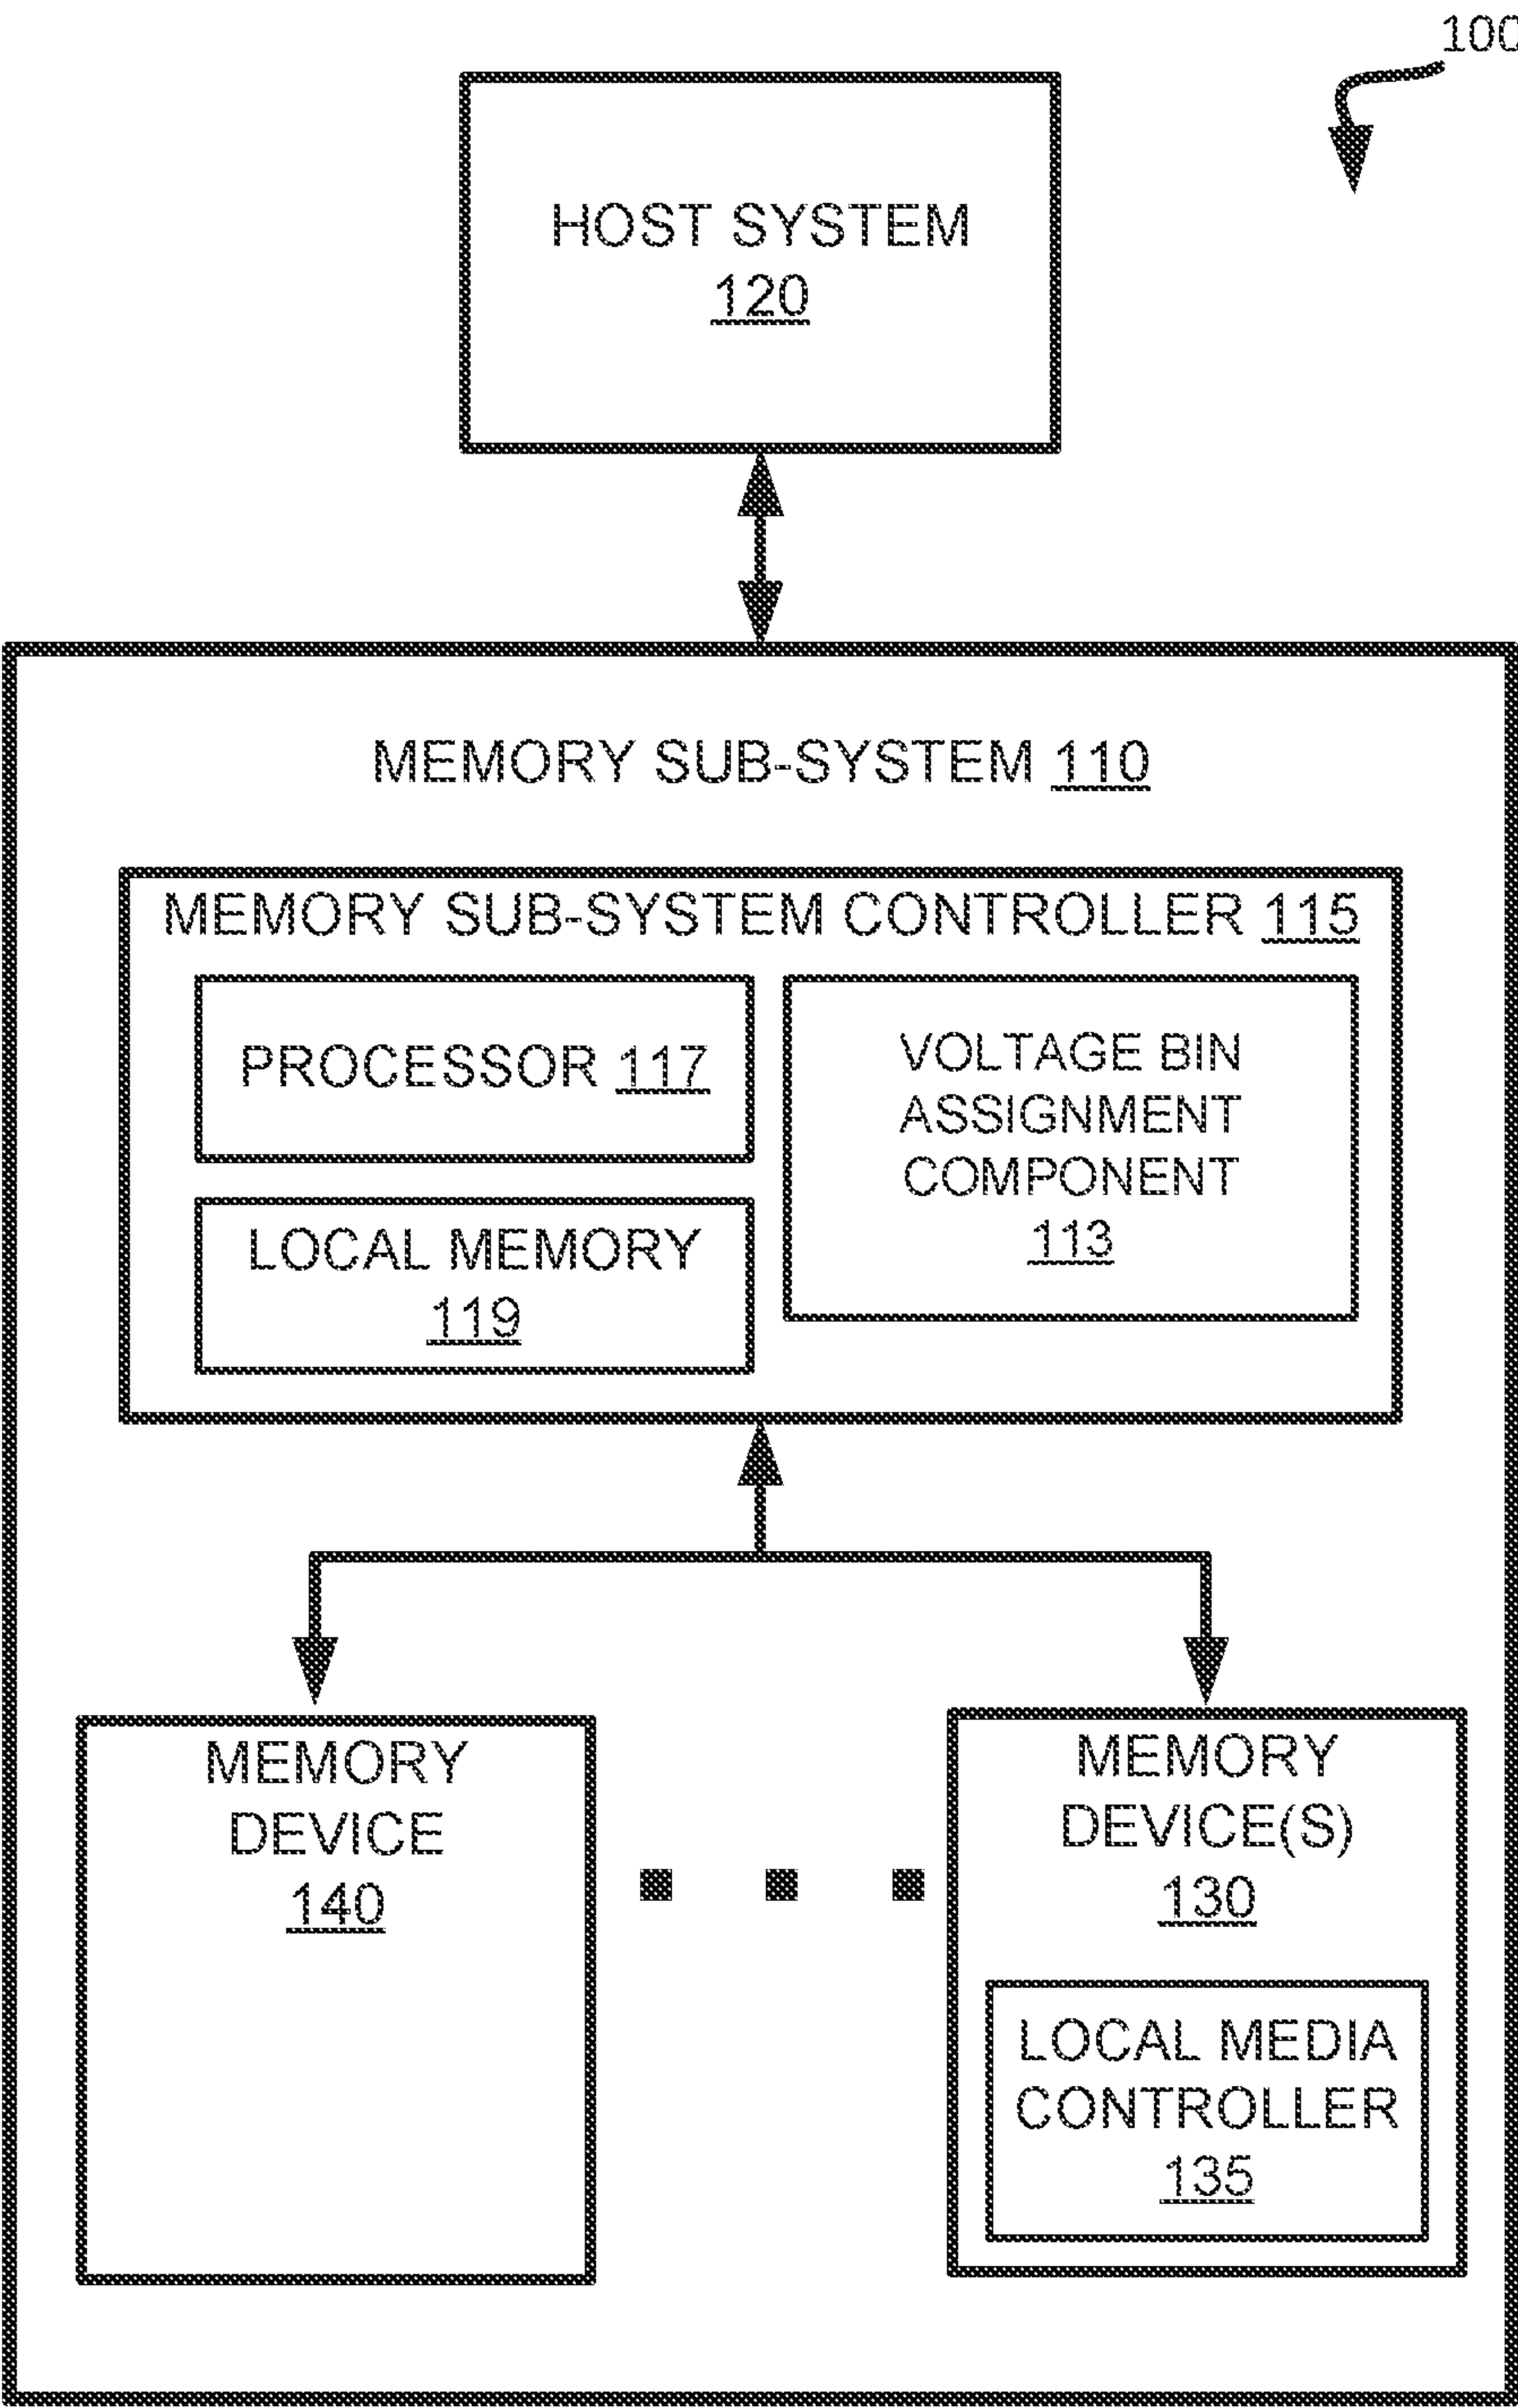 100
HOST SYSTEM
120
MEMORY SUB-SYSTEM 110
MEMORY SUB-SYSTEM CONTROLLER 115
PROCESSOR 117
VOLTAGE BIN
ASSIGNMENT
COMPONENT
113
LOCAL MEMORY
119
MEMORY
DEVICE
140
MEMORY
DEVICE(S)
130
LOCAL MEDIA
CONTROLLER
135